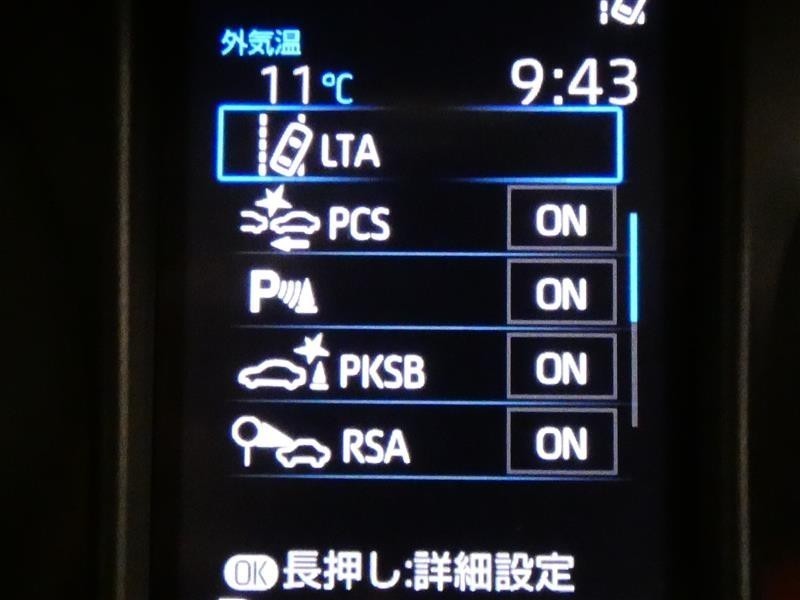 外気温
11℃ 9:43
LTA
PCS ON
P ON
PKSB ON
RSA ON
OK 長押し:詳細設定